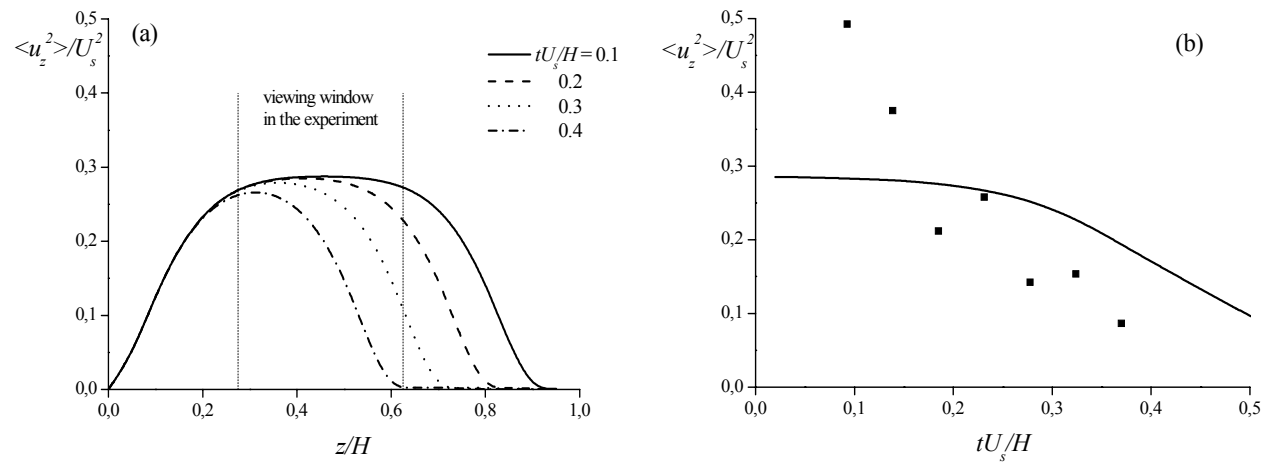 0,5
0,4
0,3
0,2
0,1
0,0
<u_z^2>/U_s^2
(a)
tU_s/H = 0.1
0.2
0.3
0.4
viewing window
in the experiment
0,0 0,2 0,4 0,6 0,8 1,0
z/H
0,5
0,4
0,3
0,2
0,1
0,0
<u_z^2>/U_s^2
(b)
0,0 0,1 0,2 0,3 0,4 0,5
tU_s/H